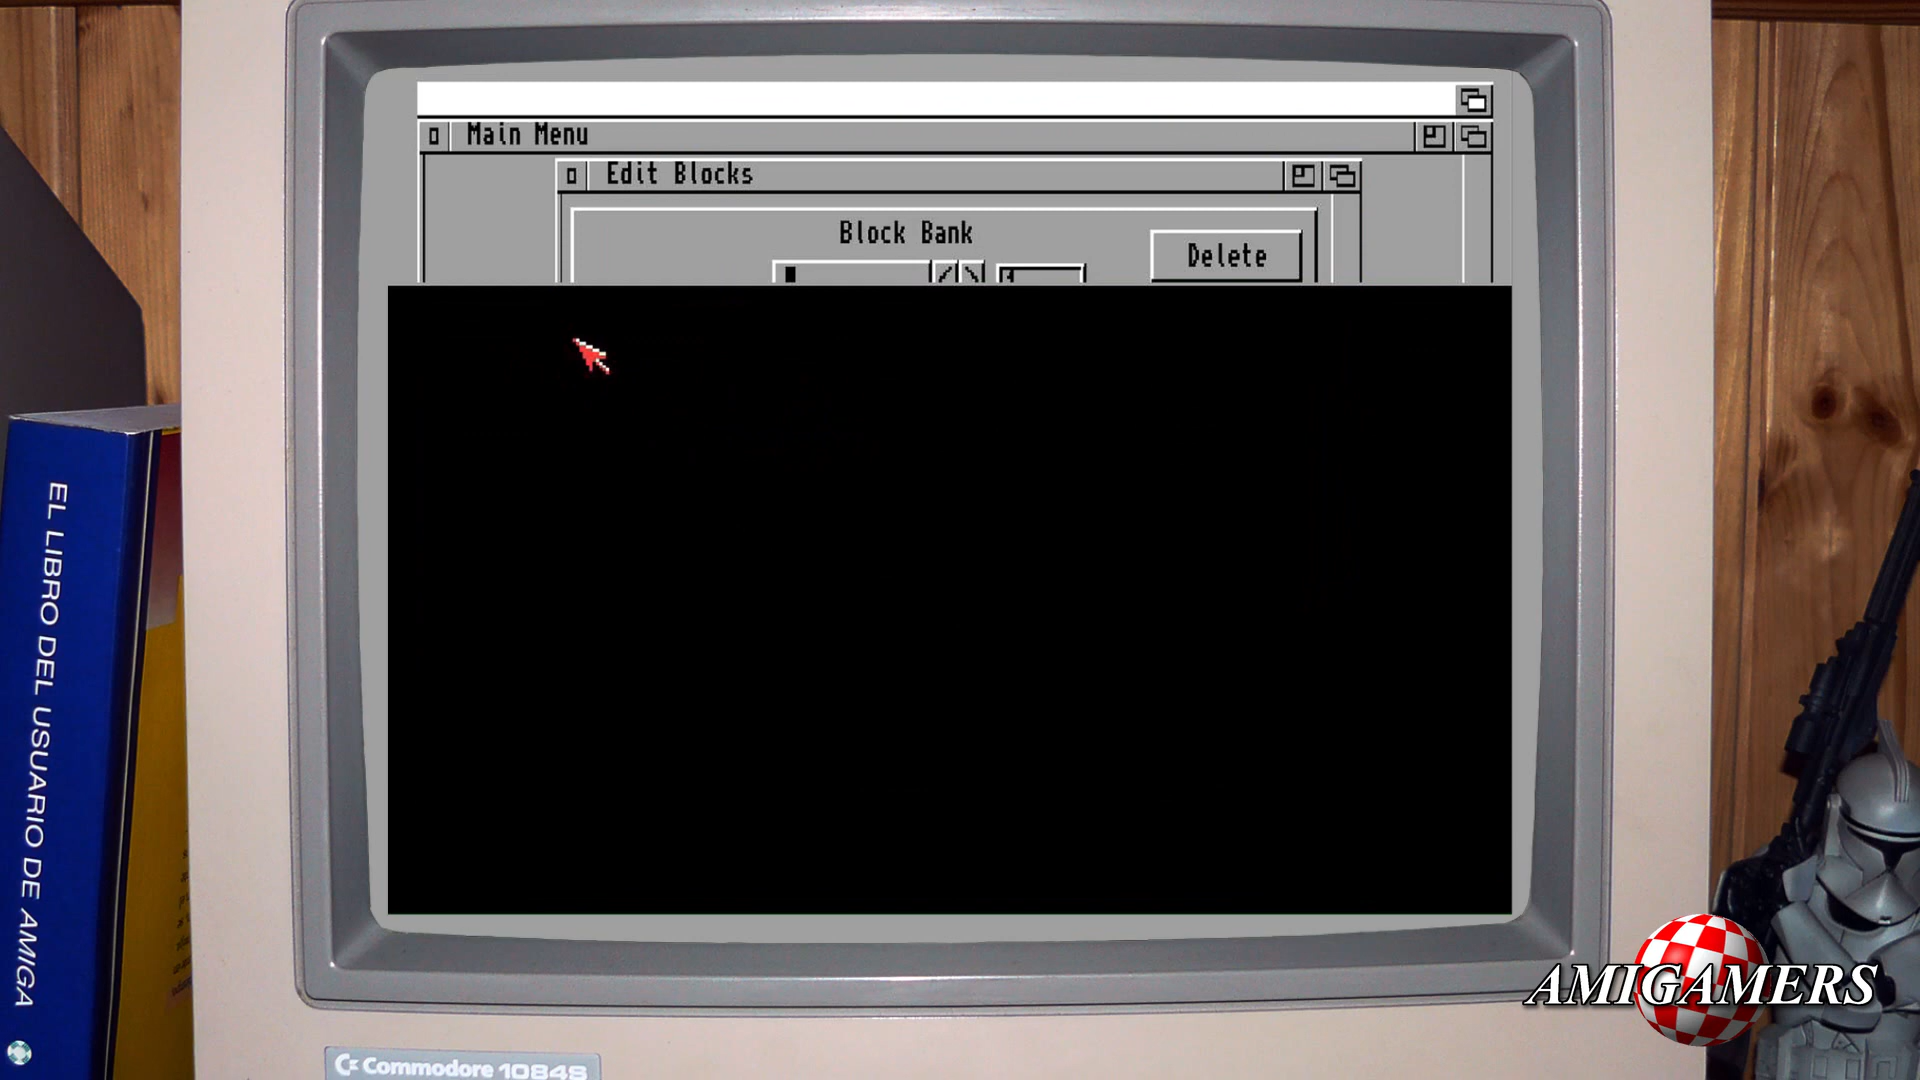 Main Menu
Edit Blocks
Block Bank
Delete
EL LIBRO DEL USUARIO DE AMIGA
AMIGAMERS
Commodore 1084S